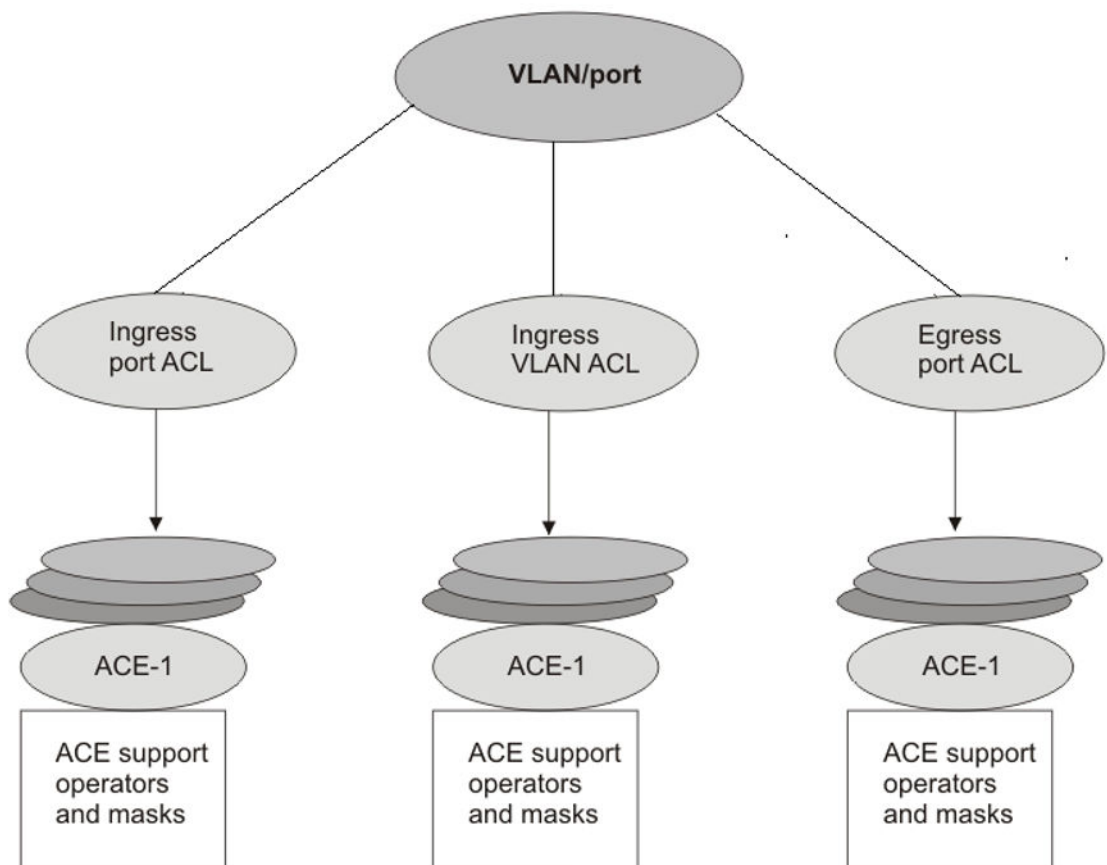 VLAN/port
Ingress
port ACL
Ingress
VLAN ACL
Egress
port ACL
ACE-1
ACE-1
ACE-1
ACE support
operators
and masks
ACE support
operators
and masks
ACE support
operators
and masks